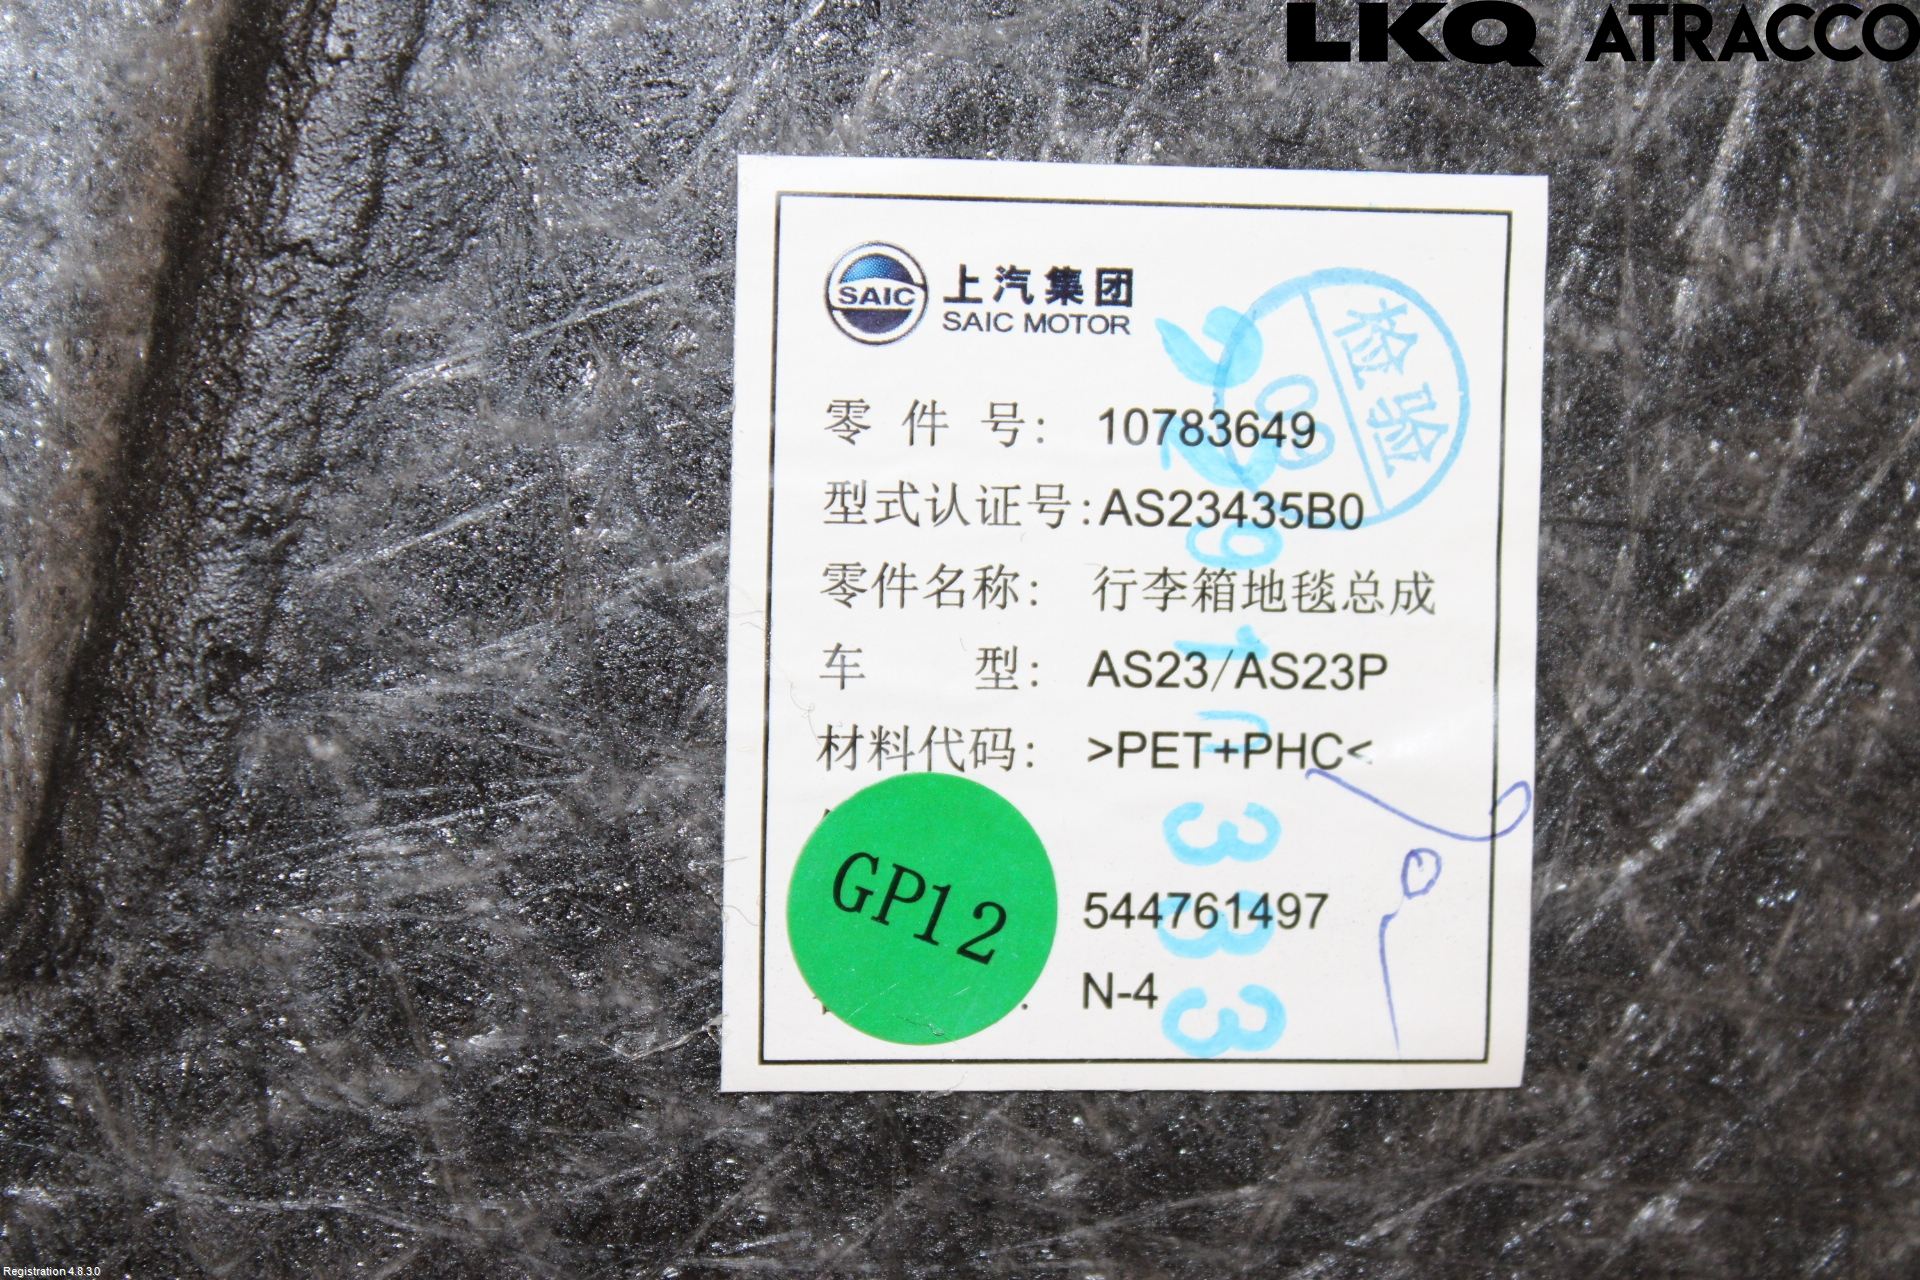 LKQ ATRACCO
SAIC
上汽集团
SAIC MOTOR
检验
03
零件号: 10783649
型式认证号:AS23435B0
零件名称: 行李箱地毯总成
车型: AS23/AS23P
材料代码: >PET+PHC<
544761497
N-4
GP12
Registration 4.8.3.0